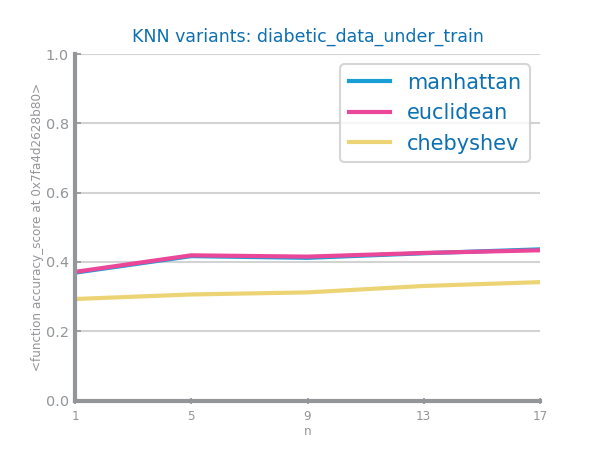 KNN variants: diabetic_data_under_train
<function accuracy_score at 0x7fa4d2628b80>
1.0
0.8
0.6
0.4
0.2
0.0
manhattan
euclidean
chebyshev
1 5 9 13 17
n